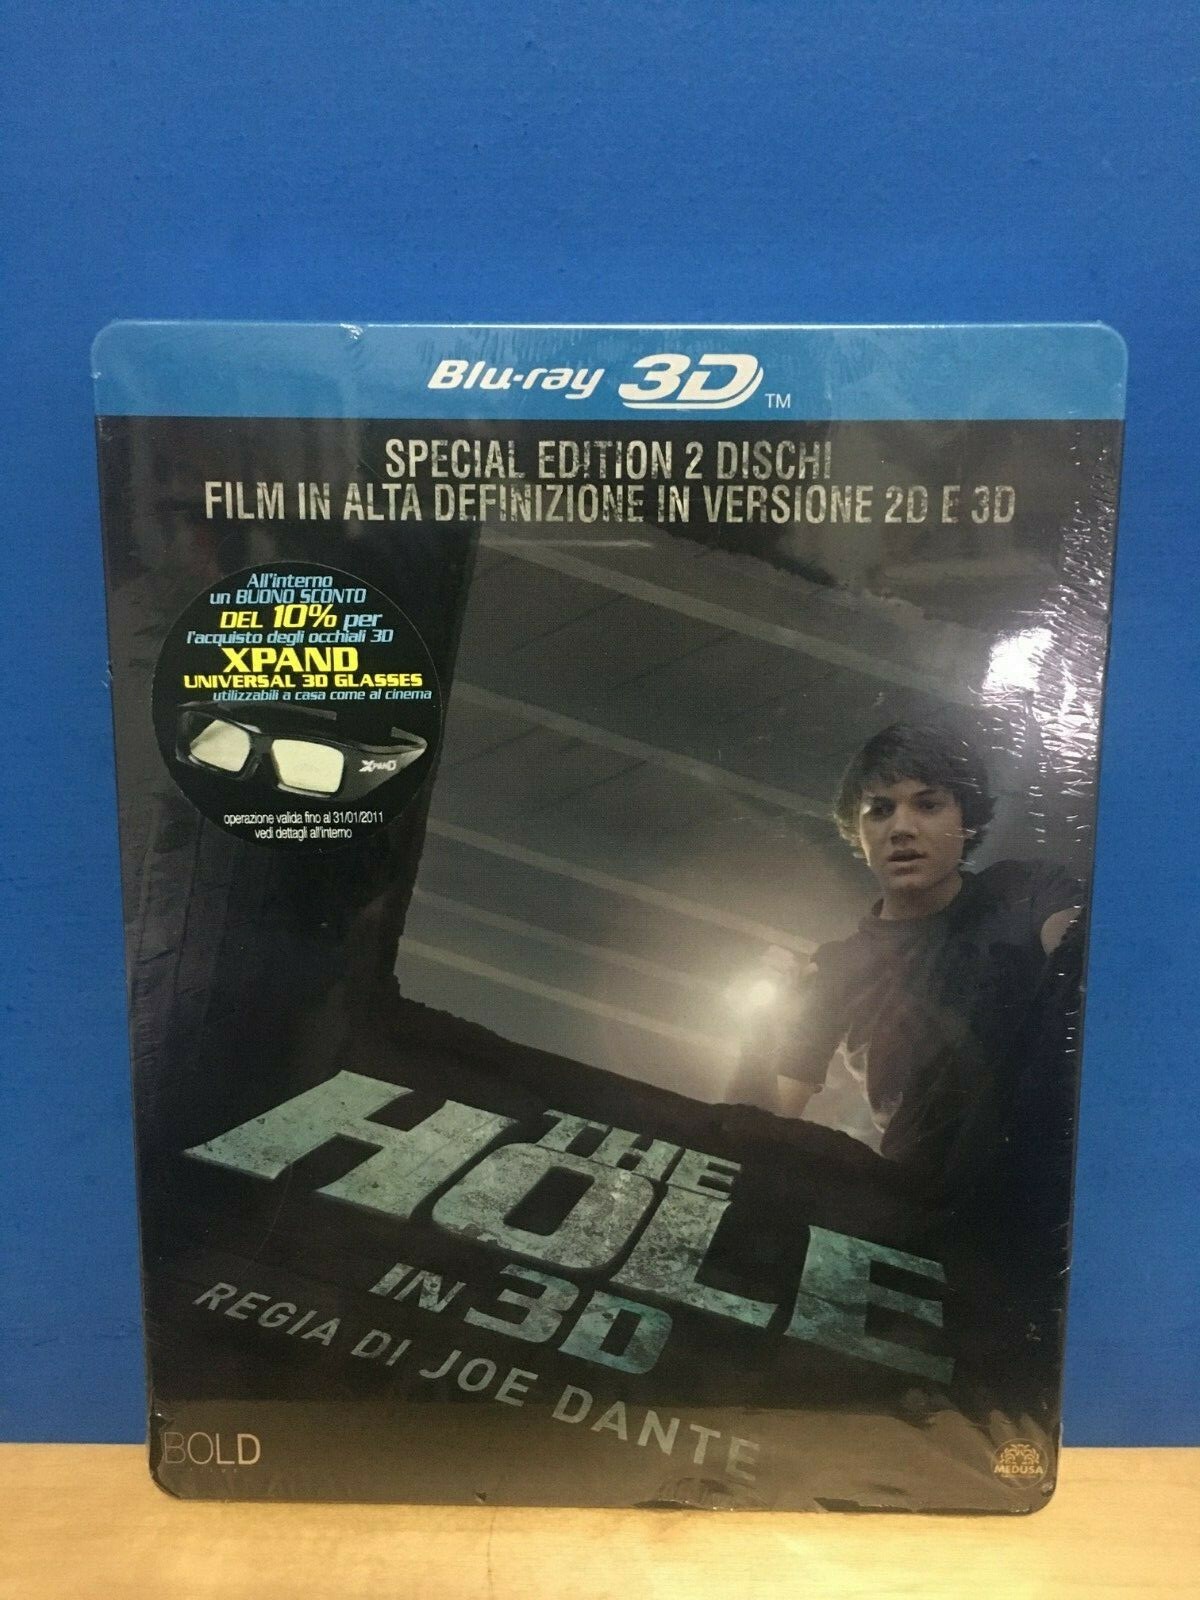 Blu-ray 3D TM
SPECIAL EDITION 2 DISCHI
FILM IN ALTA DEFINIZIONE IN VERSIONE 2D E 3D
All'interno
un BUONO SCONTO
DEL 10% per
l'acquisto degli occhiali 3D
XPAND
UNIVERSAL 3D GLASSES
utilizzabili a casa come al cinema
XPAND
operazione valida fino al 31/01/2011
vedi dettagli all'interno
THE
HOLE
IN 3D
REGIA DI JOE DANTE
BOLD
MEDUSA